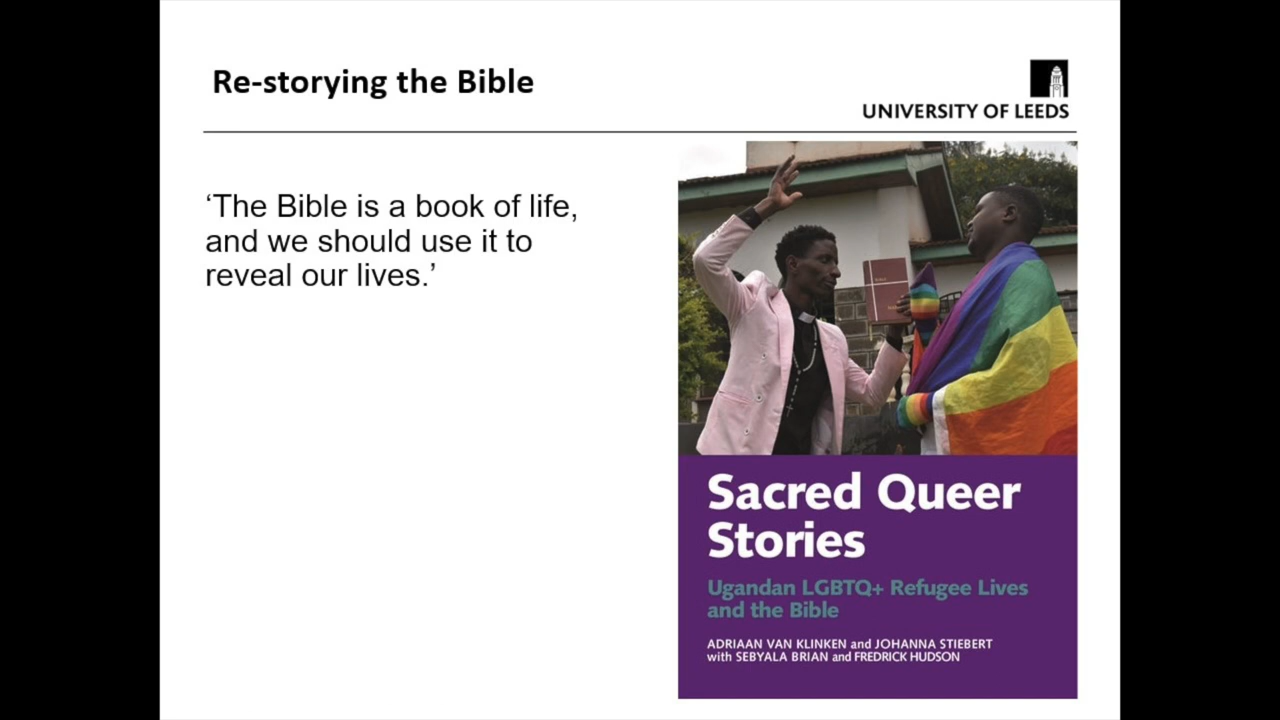 Re-storying the Bible
UNIVERSITY OF LEEDS
‘The Bible is a book of life,
and we should use it to
reveal our lives.’
Sacred Queer
Stories
Ugandan LGBTQ+ Refugee Lives
and the Bible
ADRIAAN VAN KLINKEN and JOHANNA STIEBERT
with SEBYALA BRIAN and FREDRICK HUDSON